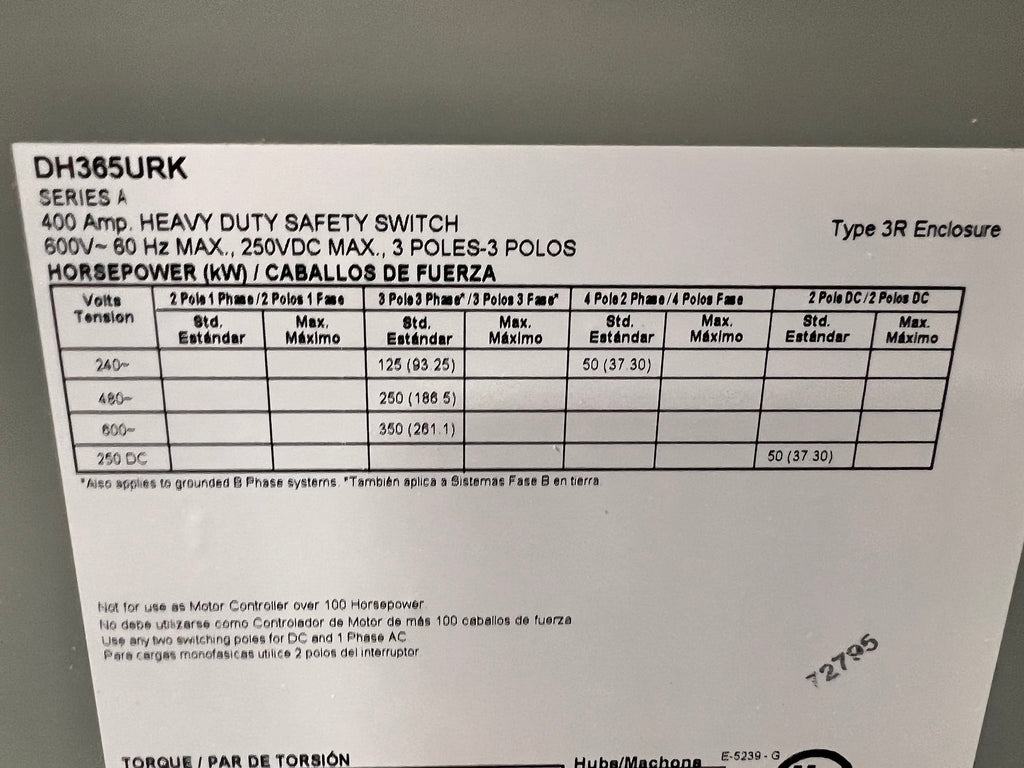 DH365URK
SERIES A
400 Amp. HEAVY DUTY SAFETY SWITCH
600V~ 60 Hz MAX., 250VDC MAX., 3 POLES-3 POLOS
Type 3R Enclosure
HORSEPOWER (kW) / CABALLOS DE FUERZA
Volts Tension 2 Pole 1 Phase/2 Polos 1 Fase 3 Pole 3 Phase*/3 Polos 3 Fase* 4 Pole 2 Phase/4 Polos Fase 2 Pole DC/2 Polos DC
Std. Estándar Max. Máximo Std. Estándar Max. Máximo Std. Estándar Max. Máximo Std. Estándar Max. Máximo
240~ 125 (93.25) 50 (37.30)
480~ 250 (186.5)
600~ 350 (261.1)
250 DC 50 (37.30)
*Also applies to grounded B Phase systems. *También aplica a Sistemas Fase B en tierra
Not for use as Motor Controller over 100 Horsepower
No debe utilizarse como Controlador de Motor de más 100 caballos de fuerza
Use any two switching poles for DC and 1 Phase AC
Para cargas monofasicas utilice 2 polos del interruptor
72795
TORQUE / PAR DE TORSIÓN
Hubs/Machona
E-5239-G